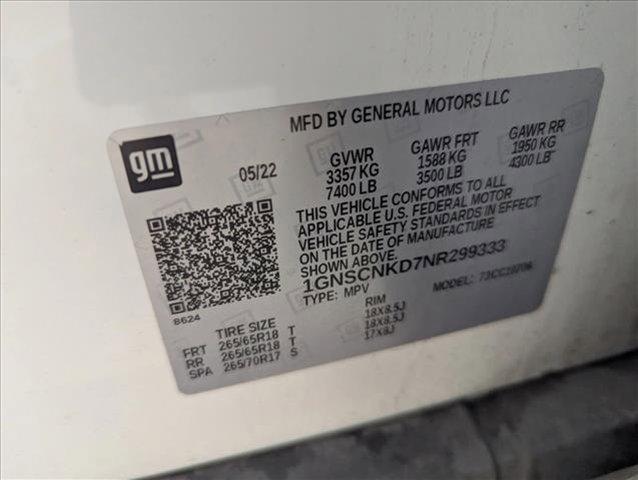 MFD BY GENERAL MOTORS LLC
gm
05/22
GVWR GAWR FRT GAWR RR
3357 KG 1588 KG 1950 KG
7400 LB 3500 LB 4300 LB
THIS VEHICLE CONFORMS TO ALL
APPLICABLE U.S. FEDERAL MOTOR
VEHICLE SAFETY STANDARDS IN EFFECT
ON THE DATE OF MANUFACTURE
SHOWN ABOVE.
1GNSCNKD7NR299333
TYPE: MPV MODEL: 73CC10706
B624
TIRE SIZE RIM
FRT 265/65R18 T 18X8.5J
RR 265/65R18 T 18X8.5J
SPA 265/70R17 S 17X8J